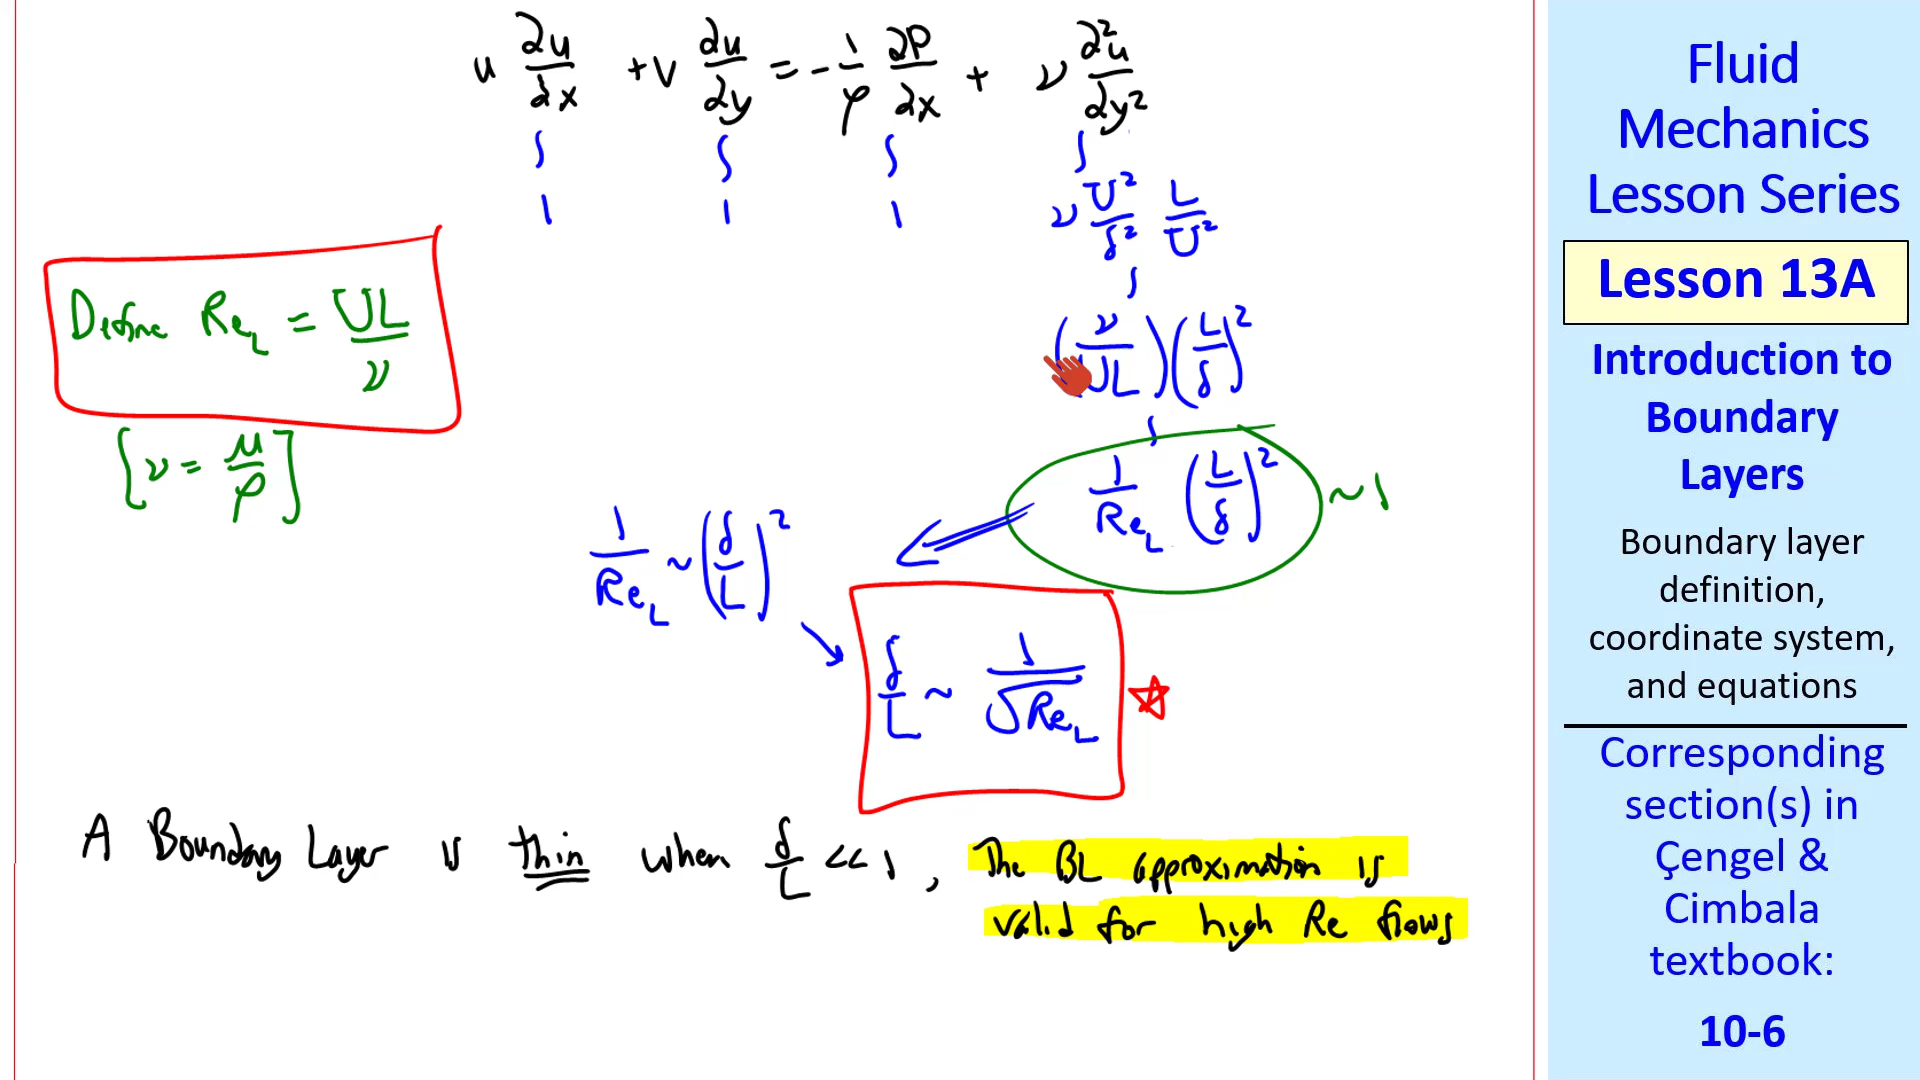 u ∂u/∂x + v ∂u/∂y = - 1/ρ ∂P/∂x + ν ∂²u/∂y²
1 1 1 ν U²/δ² L/U²
(ν/UL)(L/δ)²
Define Re_L = UL/ν
[ν = μ/ρ]
1/Re_L (L/δ)² ~1
1/Re_L ~ (δ/L)²
δ/L ~ 1/√Re_L
A Boundary Layer is thin when δ/L << 1, The BL approximation is
valid for high Re flows
Fluid
Mechanics
Lesson Series
Lesson 13A
Introduction to
Boundary
Layers
Boundary layer
definition,
coordinate system,
and equations
Corresponding
section(s) in
Çengel &
Cimbala
textbook:
10-6